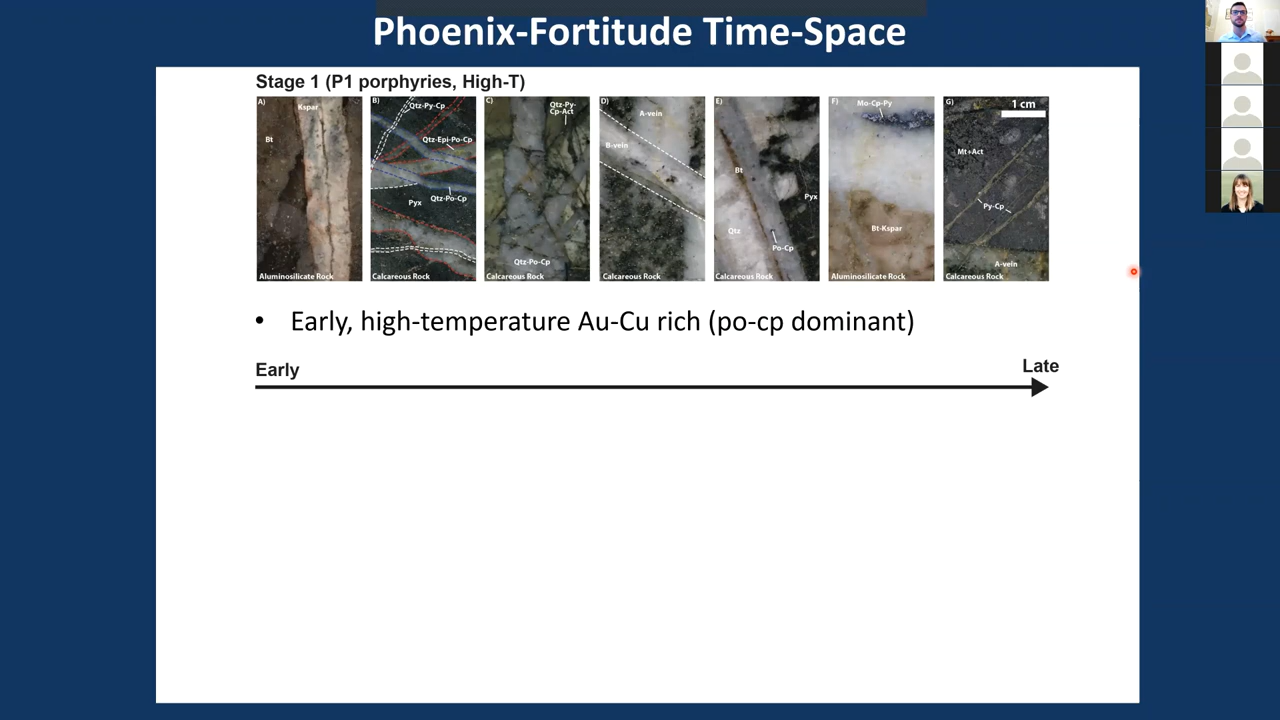 Phoenix-Fortitude Time-Space
Stage 1 (P1 porphyries, High-T)
A)
Kspar
Bt
Aluminosilicate Rock
B)
Qtz-Py-Cp
Qtz-Epi-Po-Cp
Qtz-Po-Cp
Pyx
Calcareous Rock
C)
Qtz-Py-
Cp-Act
Qtz-Po-Cp
Calcareous Rock
D)
A-vein
B-vein
Calcareous Rock
E)
Bt
Pyx
Qtz
Po-Cp
Calcareous Rock
F)
Mo-Cp-Py
Bt-Kspar
Aluminosilicate Rock
G)
1 cm
Mt+Act
Py-Cp
A-vein
Calcareous Rock
• Early, high-temperature Au-Cu rich (po-cp dominant)
Early
Late